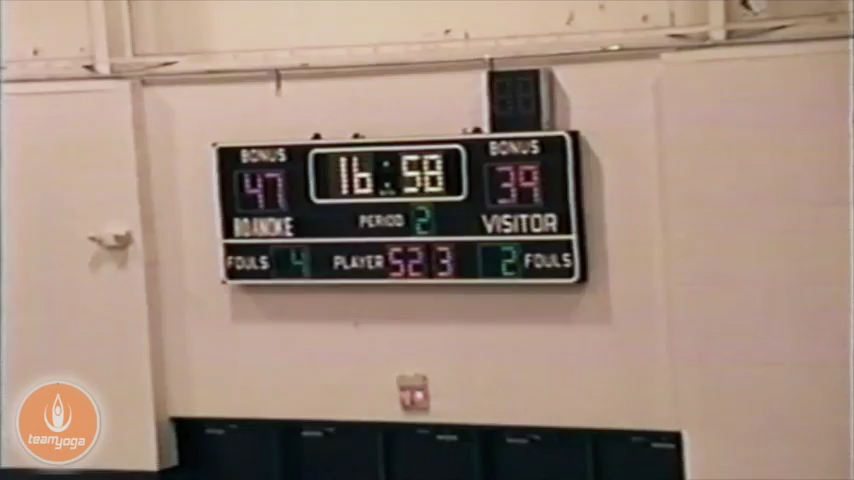 BONUS 16:58 BONUS
47 39
ROANOKE PERIOD 2 VISITOR
FOULS 4 PLAYER 52 3 2 FOULS
teamyoga